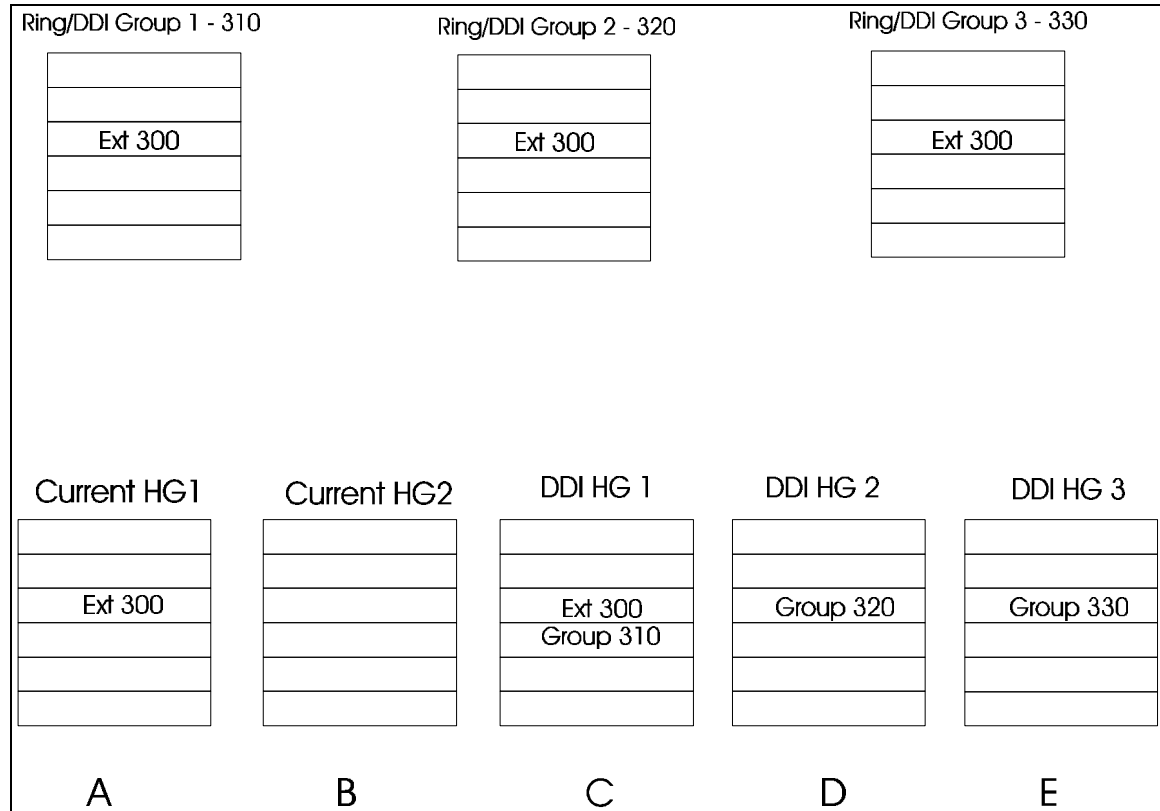 Ring/DDI Group 1 - 310
Ring/DDI Group 2 - 320
Ring/DDI Group 3 - 330
Ext 300
Ext 300
Ext 300
Current HG1
Current HG2
DDI HG 1
DDI HG 2
DDI HG 3
Ext 300
Ext 300
Group 320
Group 330
Group 310
A
B
C
D
E